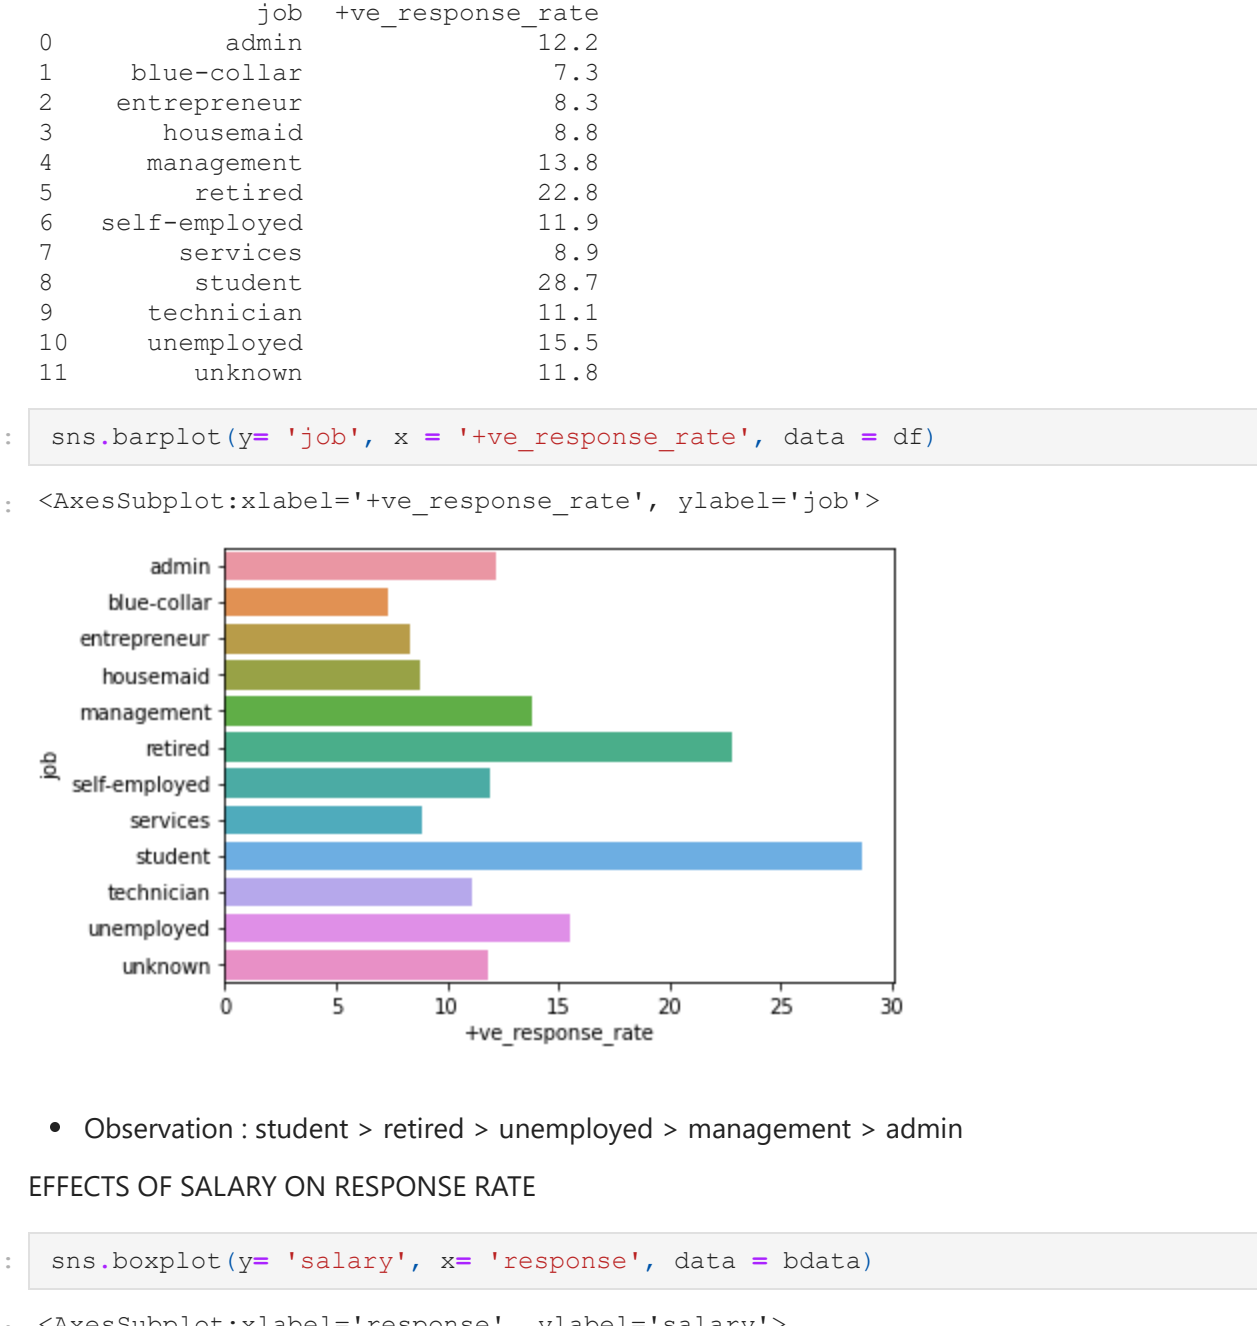 job +ve_response_rate
0 admin 12.2
1 blue-collar 7.3
2 entrepreneur 8.3
3 housemaid 8.8
4 management 13.8
5 retired 22.8
6 self-employed 11.9
7 services 8.9
8 student 28.7
9 technician 11.1
10 unemployed 15.5
11 unknown 11.8
: sns.barplot(y= 'job', x = '+ve_response_rate', data = df)
: <AxesSubplot:xlabel='+ve_response_rate', ylabel='job'>
admin
blue-collar
entrepreneur
housemaid
management
retired
job
self-employed
services
student
technician
unemployed
unknown
0 5 10 15 20 25 30
+ve_response_rate
• Observation : student > retired > unemployed > management > admin
EFFECTS OF SALARY ON RESPONSE RATE
: sns.boxplot(y= 'salary', x= 'response', data = bdata)
: <AxesSubplot:xlabel='response', ylabel='salary'>